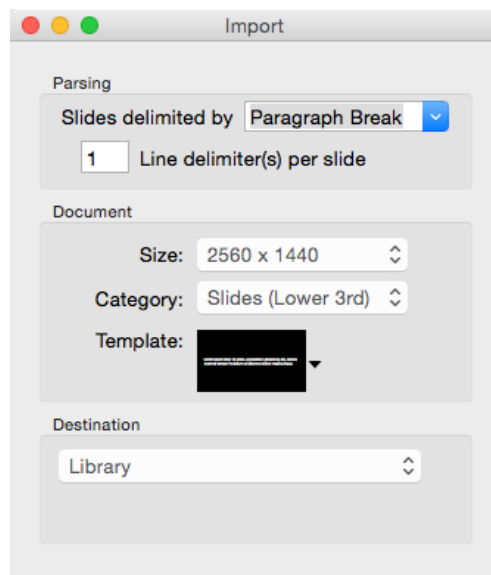 Import
Parsing
Slides delimited by Paragraph Break
1 Line delimiter(s) per slide
Document
Size: 2560 x 1440
Category: Slides (Lower 3rd)
Template:
Destination
Library